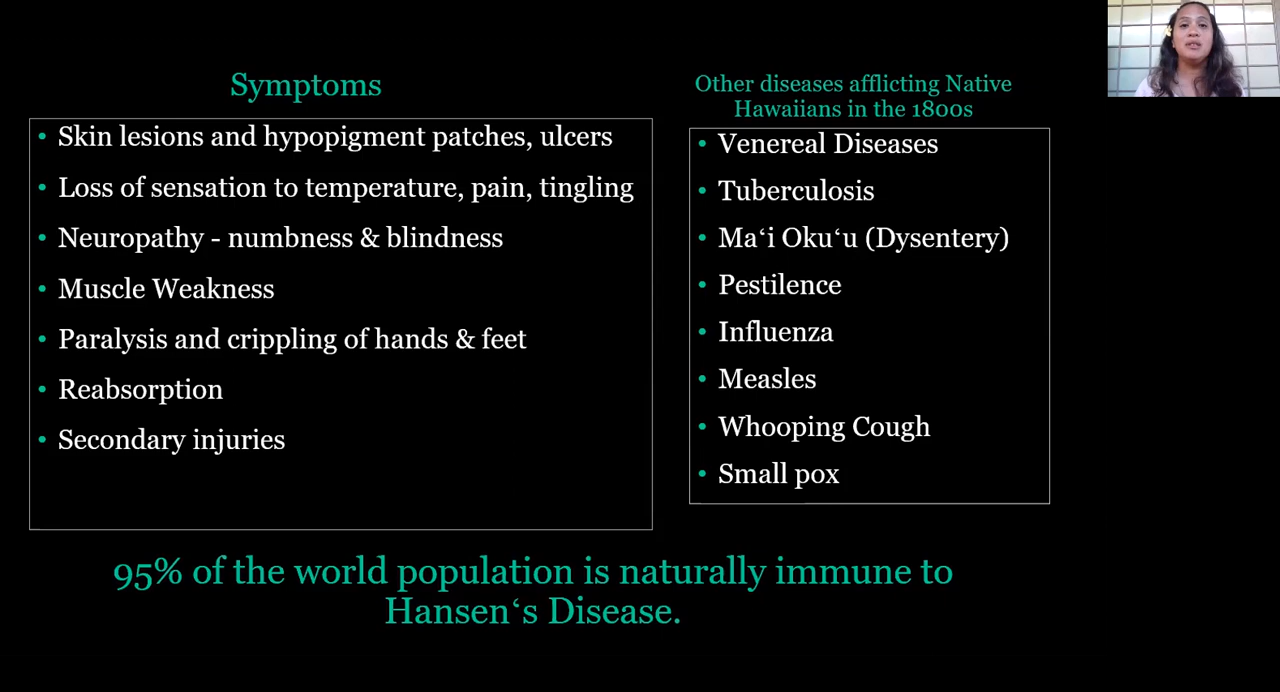 Symptoms
• Skin lesions and hypopigment patches, ulcers
• Loss of sensation to temperature, pain, tingling
• Neuropathy - numbness & blindness
• Muscle Weakness
• Paralysis and crippling of hands & feet
• Reabsorption
• Secondary injuries
Other diseases afflicting Native
Hawaiians in the 1800s
• Venereal Diseases
• Tuberculosis
• Maʻi Okuʻu (Dysentery)
• Pestilence
• Influenza
• Measles
• Whooping Cough
• Small pox
95% of the world population is naturally immune to
Hansen‘s Disease.